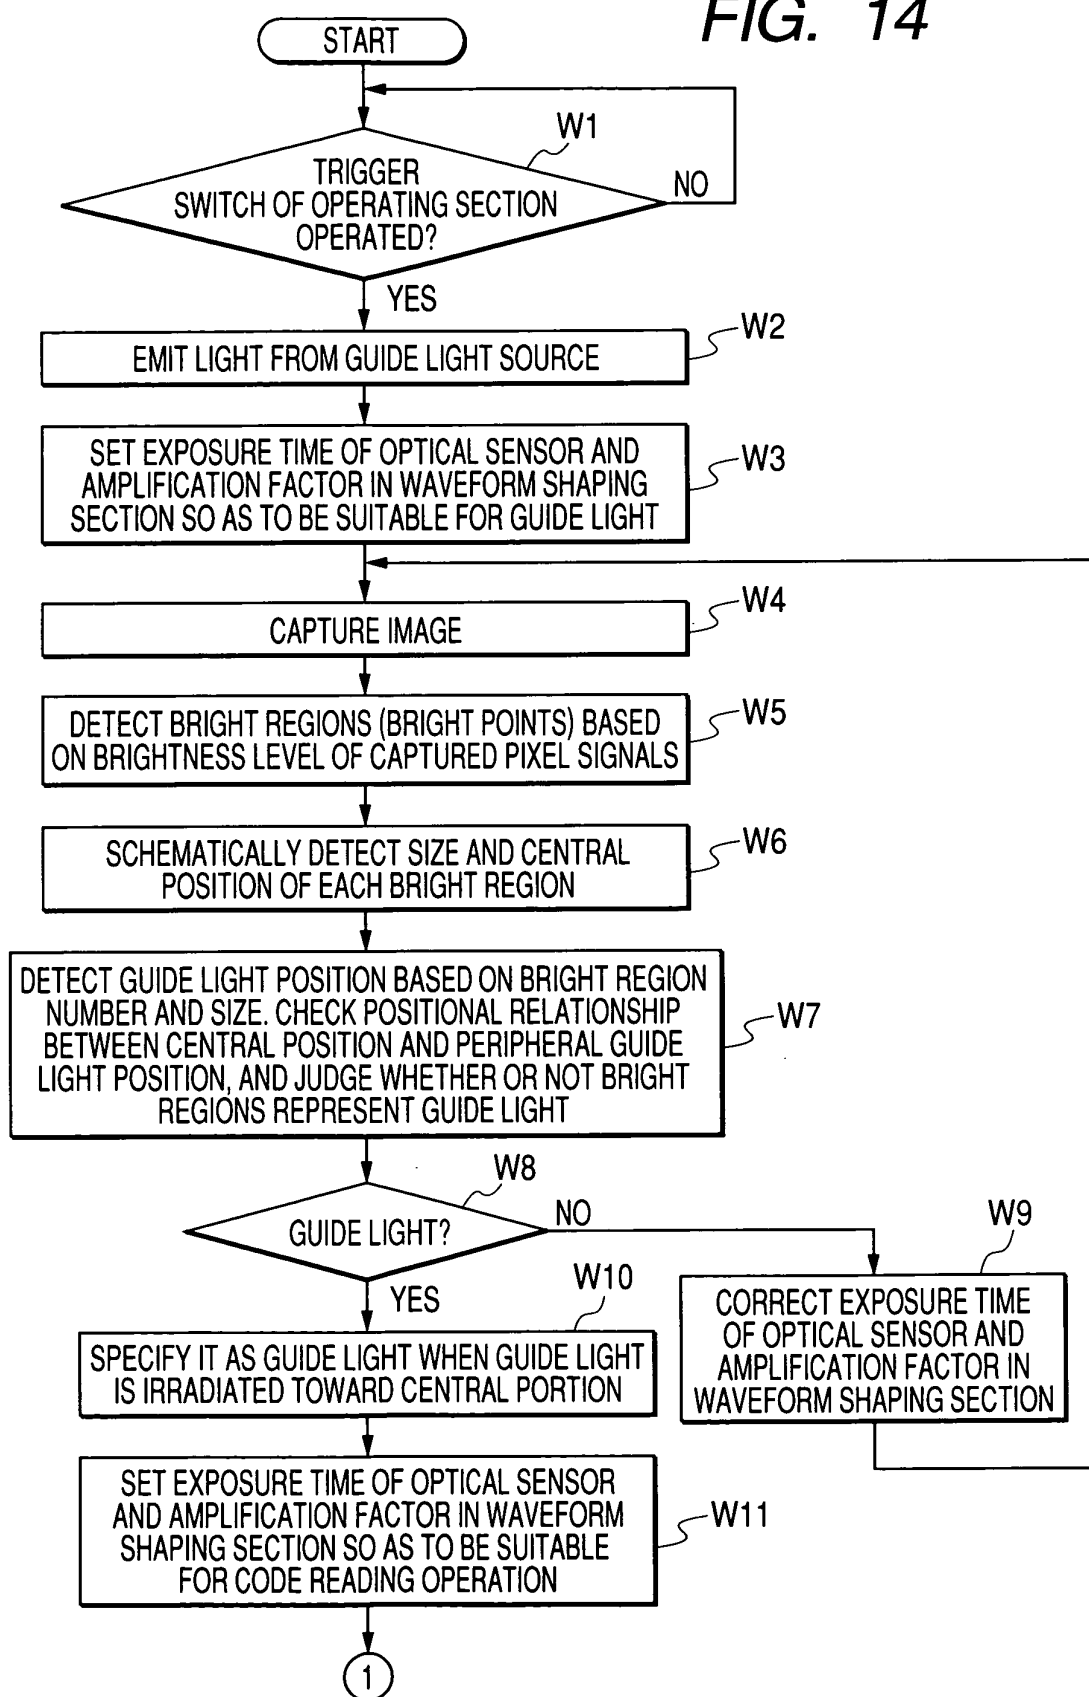 FIG. 14
START
W1
TRIGGER
SWITCH OF OPERATING SECTION
OPERATED?
NO
YES
W2
EMIT LIGHT FROM GUIDE LIGHT SOURCE
W3
SET EXPOSURE TIME OF OPTICAL SENSOR AND
AMPLIFICATION FACTOR IN WAVEFORM SHAPING
SECTION SO AS TO BE SUITABLE FOR GUIDE LIGHT
W4
CAPTURE IMAGE
W5
DETECT BRIGHT REGIONS (BRIGHT POINTS) BASED
ON BRIGHTNESS LEVEL OF CAPTURED PIXEL SIGNALS
W6
SCHEMATICALLY DETECT SIZE AND CENTRAL
POSITION OF EACH BRIGHT REGION
W7
DETECT GUIDE LIGHT POSITION BASED ON BRIGHT REGION
NUMBER AND SIZE. CHECK POSITIONAL RELATIONSHIP
BETWEEN CENTRAL POSITION AND PERIPHERAL GUIDE
LIGHT POSITION, AND JUDGE WHETHER OR NOT BRIGHT
REGIONS REPRESENT GUIDE LIGHT
W8
GUIDE LIGHT?
NO
YES
W9
CORRECT EXPOSURE TIME
OF OPTICAL SENSOR AND
AMPLIFICATION FACTOR IN
WAVEFORM SHAPING SECTION
W10
SPECIFY IT AS GUIDE LIGHT WHEN GUIDE LIGHT
IS IRRADIATED TOWARD CENTRAL PORTION
W11
SET EXPOSURE TIME OF OPTICAL SENSOR
AND AMPLIFICATION FACTOR IN WAVEFORM
SHAPING SECTION SO AS TO BE SUITABLE
FOR CODE READING OPERATION
1